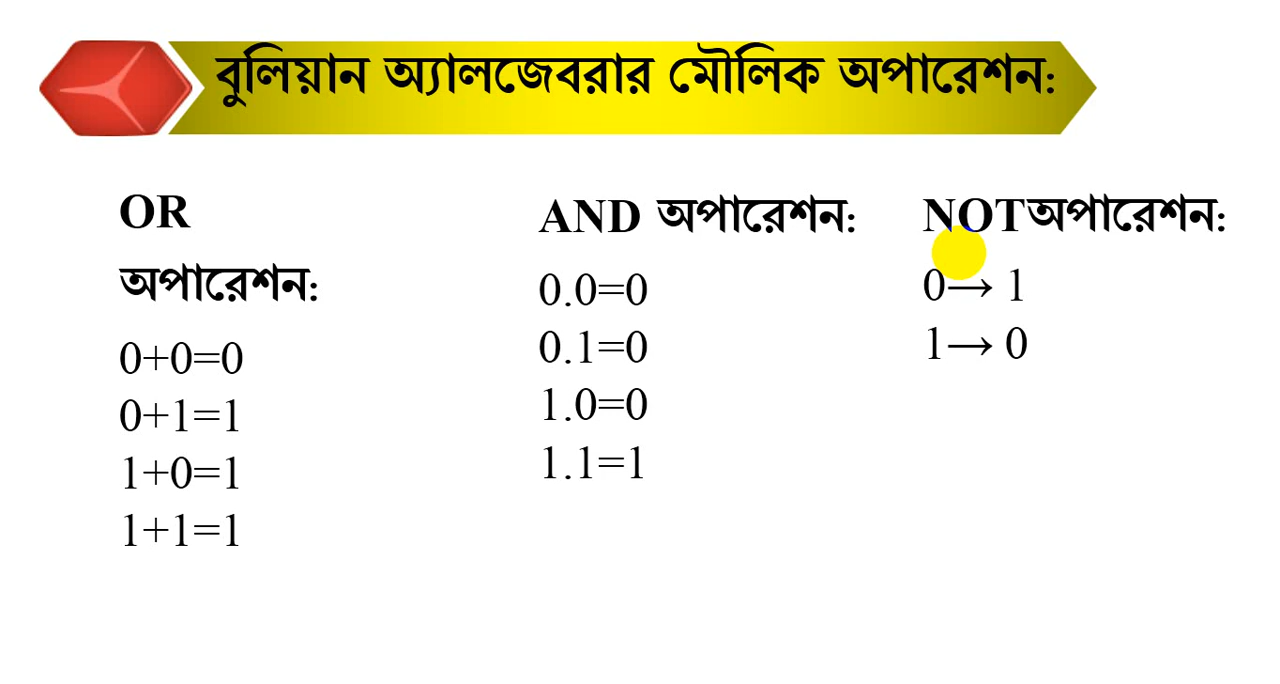 বুলিয়ান অ্যালজেবরার মৌলিক অপারেশন:
OR
অপারেশন:
0+0=0
0+1=1
1+0=1
1+1=1
AND অপারেশন:
0.0=0
0.1=0
1.0=0
1.1=1
NOTঅপারেশন:
0→ 1
1→ 0